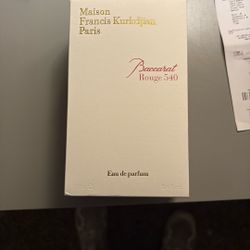 Maison
Francis Kurkdjian
Paris
Baccarat
Rouge 540
Eau de parfum